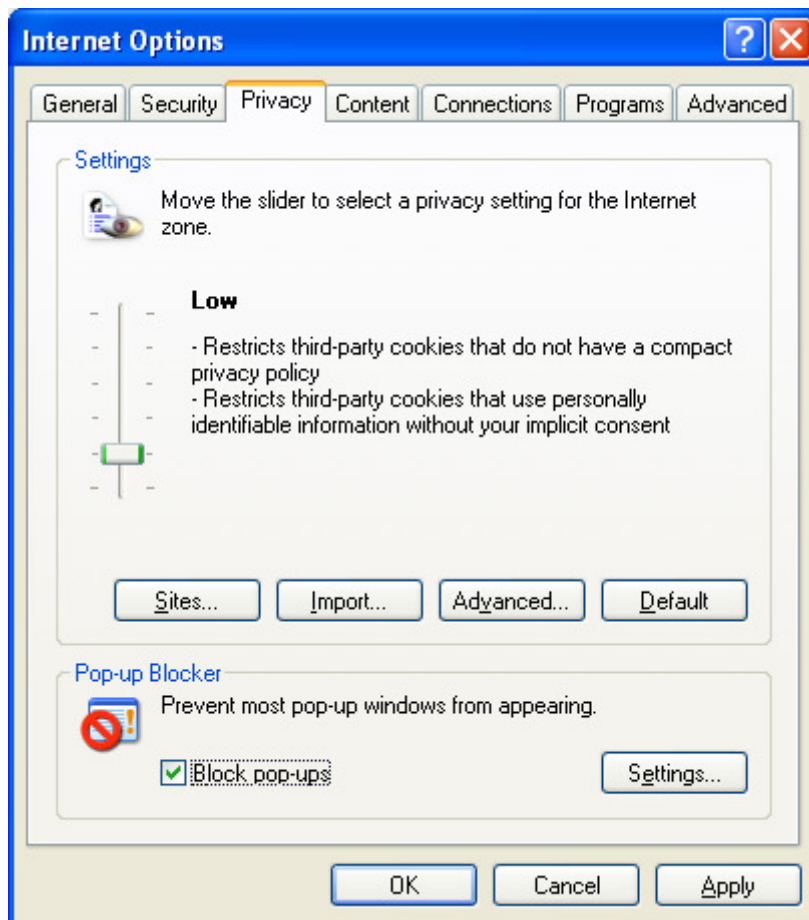 Internet Options
General Security Privacy Content Connections Programs Advanced
Settings
Move the slider to select a privacy setting for the Internet
zone.
Low
- Restricts third-party cookies that do not have a compact
privacy policy
- Restricts third-party cookies that use personally
identifiable information without your implicit consent
Sites... Import... Advanced... Default
Pop-up Blocker
Prevent most pop-up windows from appearing.
Block pop-ups Settings...
OK Cancel Apply